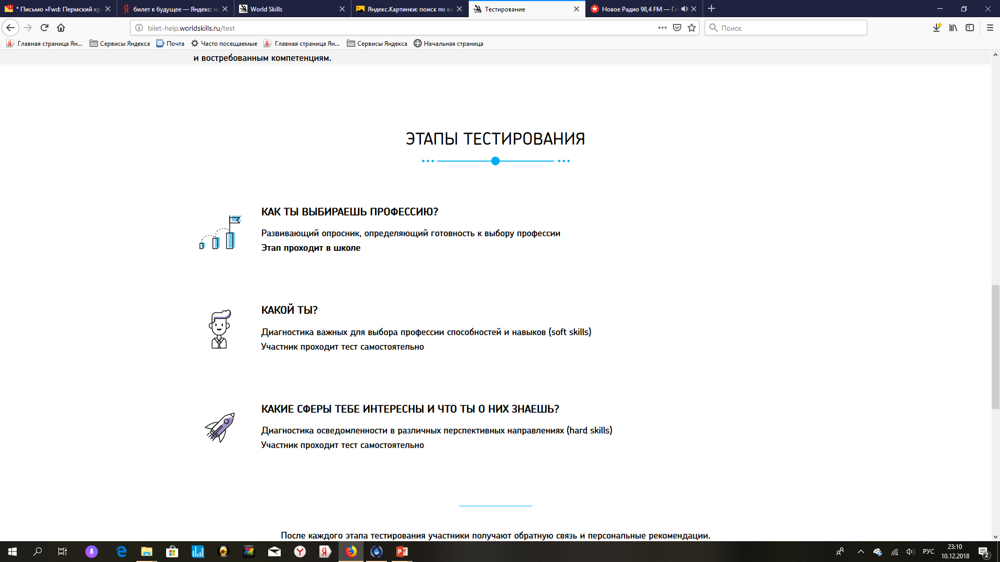 * Письмо «Fwd: Пермский кр
билет в будущее — Яндекс: н
World Skills
Яндекс.Картинки: поиск по ка
Тестирование
Новое Радио 98,4 FM — Гл
bilet-help.worldskills.ru/test
Поиск
Главная страница Ян...
Сервисы Яндекса
Почта
Часто посещаемые
Главная страница Ян...
Сервисы Яндекса
Начальная страница
и востребованным компетенциям.
ЭТАПЫ ТЕСТИРОВАНИЯ
КАК ТЫ ВЫБИРАЕШЬ ПРОФЕССИЮ?
Развивающий опросник, определяющий готовность к выбору профессии
Этап проходит в школе
КАКОЙ ТЫ?
Диагностика важных для выбора профессии способностей и навыков (soft skills)
Участник проходит тест самостоятельно
КАКИЕ СФЕРЫ ТЕБЕ ИНТЕРЕСНЫ И ЧТО ТЫ О НИХ ЗНАЕШЬ?
Диагностика осведомленности в различных перспективных направлениях (hard skills)
Участник проходит тест самостоятельно
После каждого этапа тестирования участники получают обратную связь и персональные рекомендации.
РУС
23:10
10.12.2018
2